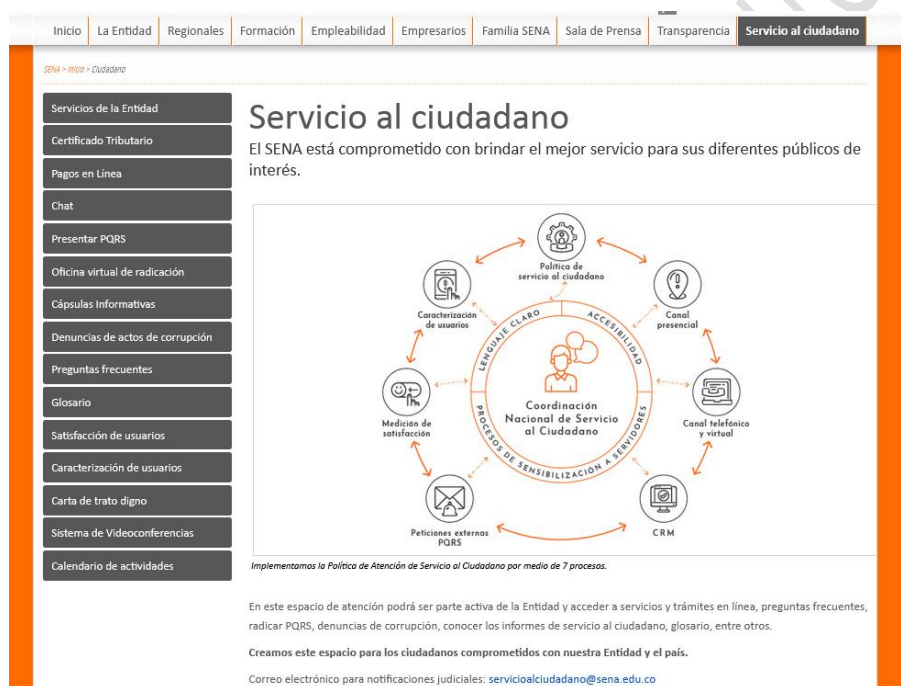 Inicio
La Entidad
Regionales
Formación
Empleabilidad
Empresarios
Familia SENA
Sala de Prensa
Transparencia
Servicio al ciudadano
SENA > Inicio > Ciudadano
Servicios de la Entidad
Certificado Tributario
Pagos en Línea
Chat
Presentar PQRS
Oficina virtual de radicación
Cápsulas Informativas
Denuncias de actos de corrupción
Preguntas frecuentes
Glosario
Satisfacción de usuarios
Caracterización de usuarios
Carta de trato digno
Sistema de Videoconferencias
Calendario de actividades
Servicio al ciudadano
El SENA está comprometido con brindar el mejor servicio para sus diferentes públicos de
interés.
Política de
servicio al ciudadano
Caracterización
de usuarios
Canal
presencial
LENGUAJE CLARO
ACCESIBILIDAD
Coordinación
Nacional de Servicio
al Ciudadano
PROCESOS DE SENSIBILIZACIÓN A SERVIDORES
Medición de
satisfacción
Canal telefónico
y virtual
Peticiones externas
PQRS
CRM
Implementamos la Política de Atención de Servicio al Ciudadano por medio de 7 procesos.
En este espacio de atención podrá ser parte activa de la Entidad y acceder a servicios y trámites en línea, preguntas frecuentes,
radicar PQRS, denuncias de corrupción, conocer los informes de servicio al ciudadano, glosario, entre otros.
Creamos este espacio para los ciudadanos comprometidos con nuestra Entidad y el país.
Correo electrónico para notificaciones judiciales: servicioalciudadano@sena.edu.co